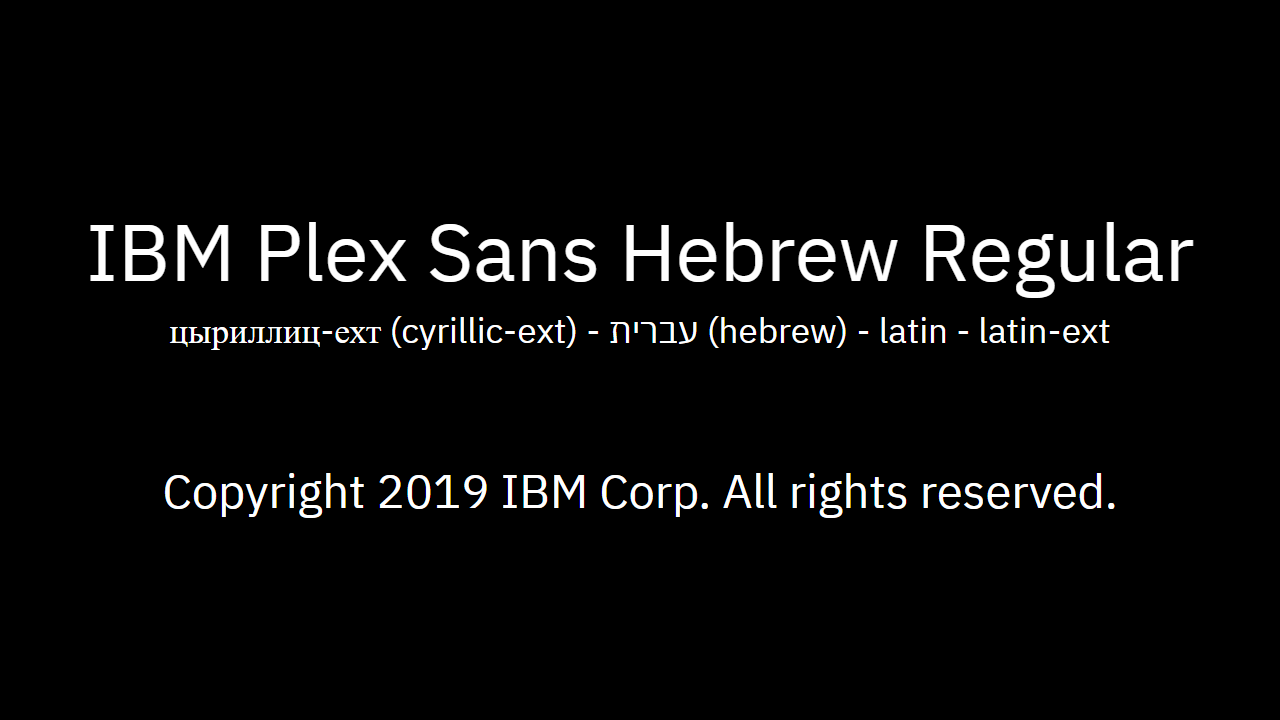 IBM Plex Sans Hebrew Regular
цыриллиц-ехт (cyrillic-ext) - עברית (hebrew) - latin - latin-ext
Copyright 2019 IBM Corp. All rights reserved.